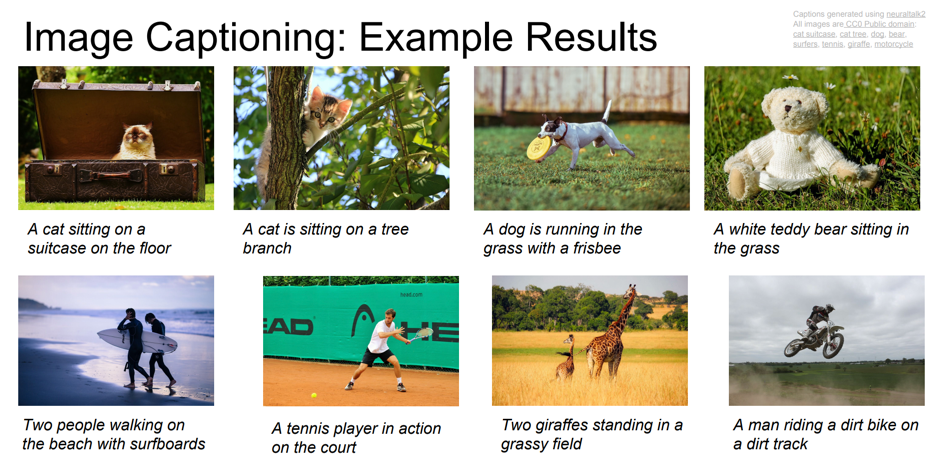 Captions generated using neuraltalk2
All images are CC0 Public domain:
cat suitcase, cat tree, dog, bear,
surfers, tennis, giraffe, motorcycle
Image Captioning: Example Results
A cat sitting on a
suitcase on the floor
A cat is sitting on a tree
branch
A dog is running in the
grass with a frisbee
A white teddy bear sitting in
the grass
head.com
EAD
HE
Two people walking on
the beach with surfboards
A tennis player in action
on the court
Two giraffes standing in a
grassy field
A man riding a dirt bike on
a dirt track